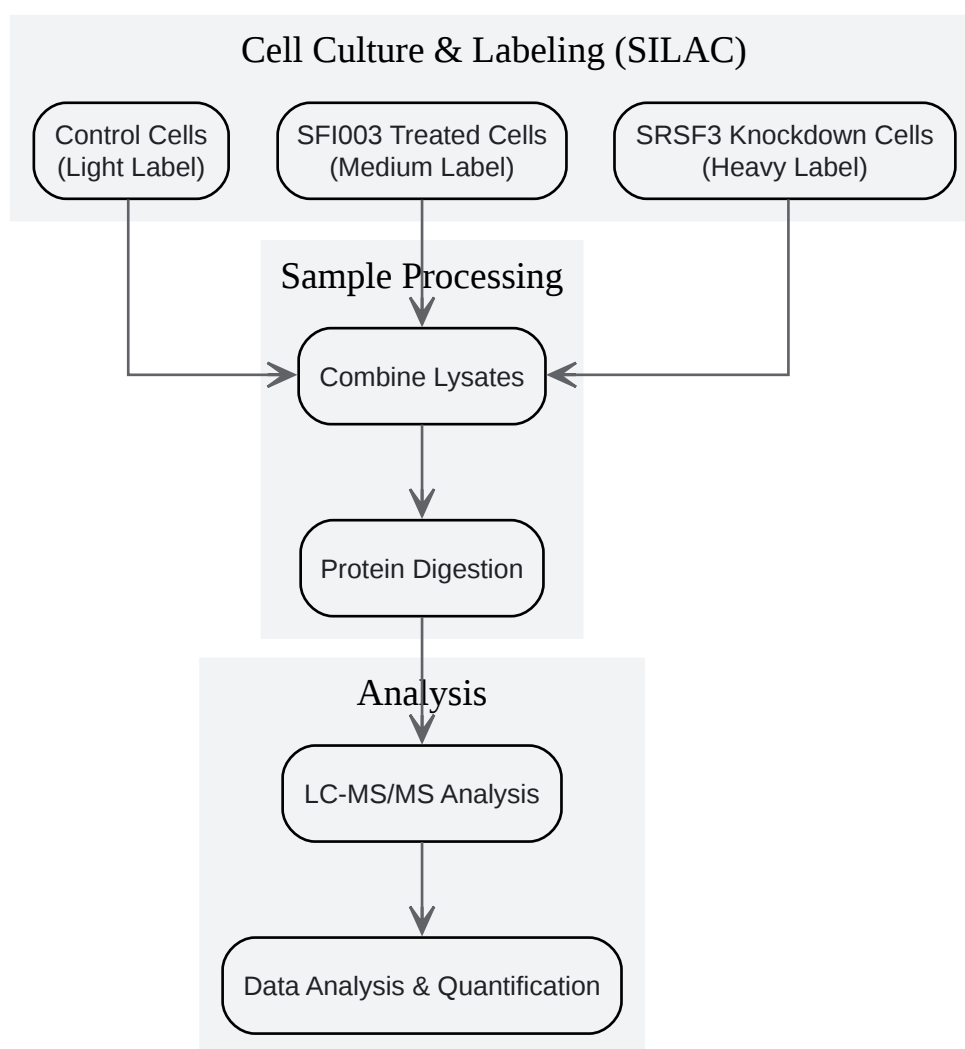 Cell Culture & Labeling (SILAC)
Control Cells
(Light Label)
SFI003 Treated Cells
(Medium Label)
SRSF3 Knockdown Cells
(Heavy Label)
Sample Processing
Combine Lysates
Protein Digestion
Analysis
LC-MS/MS Analysis
Data Analysis & Quantification